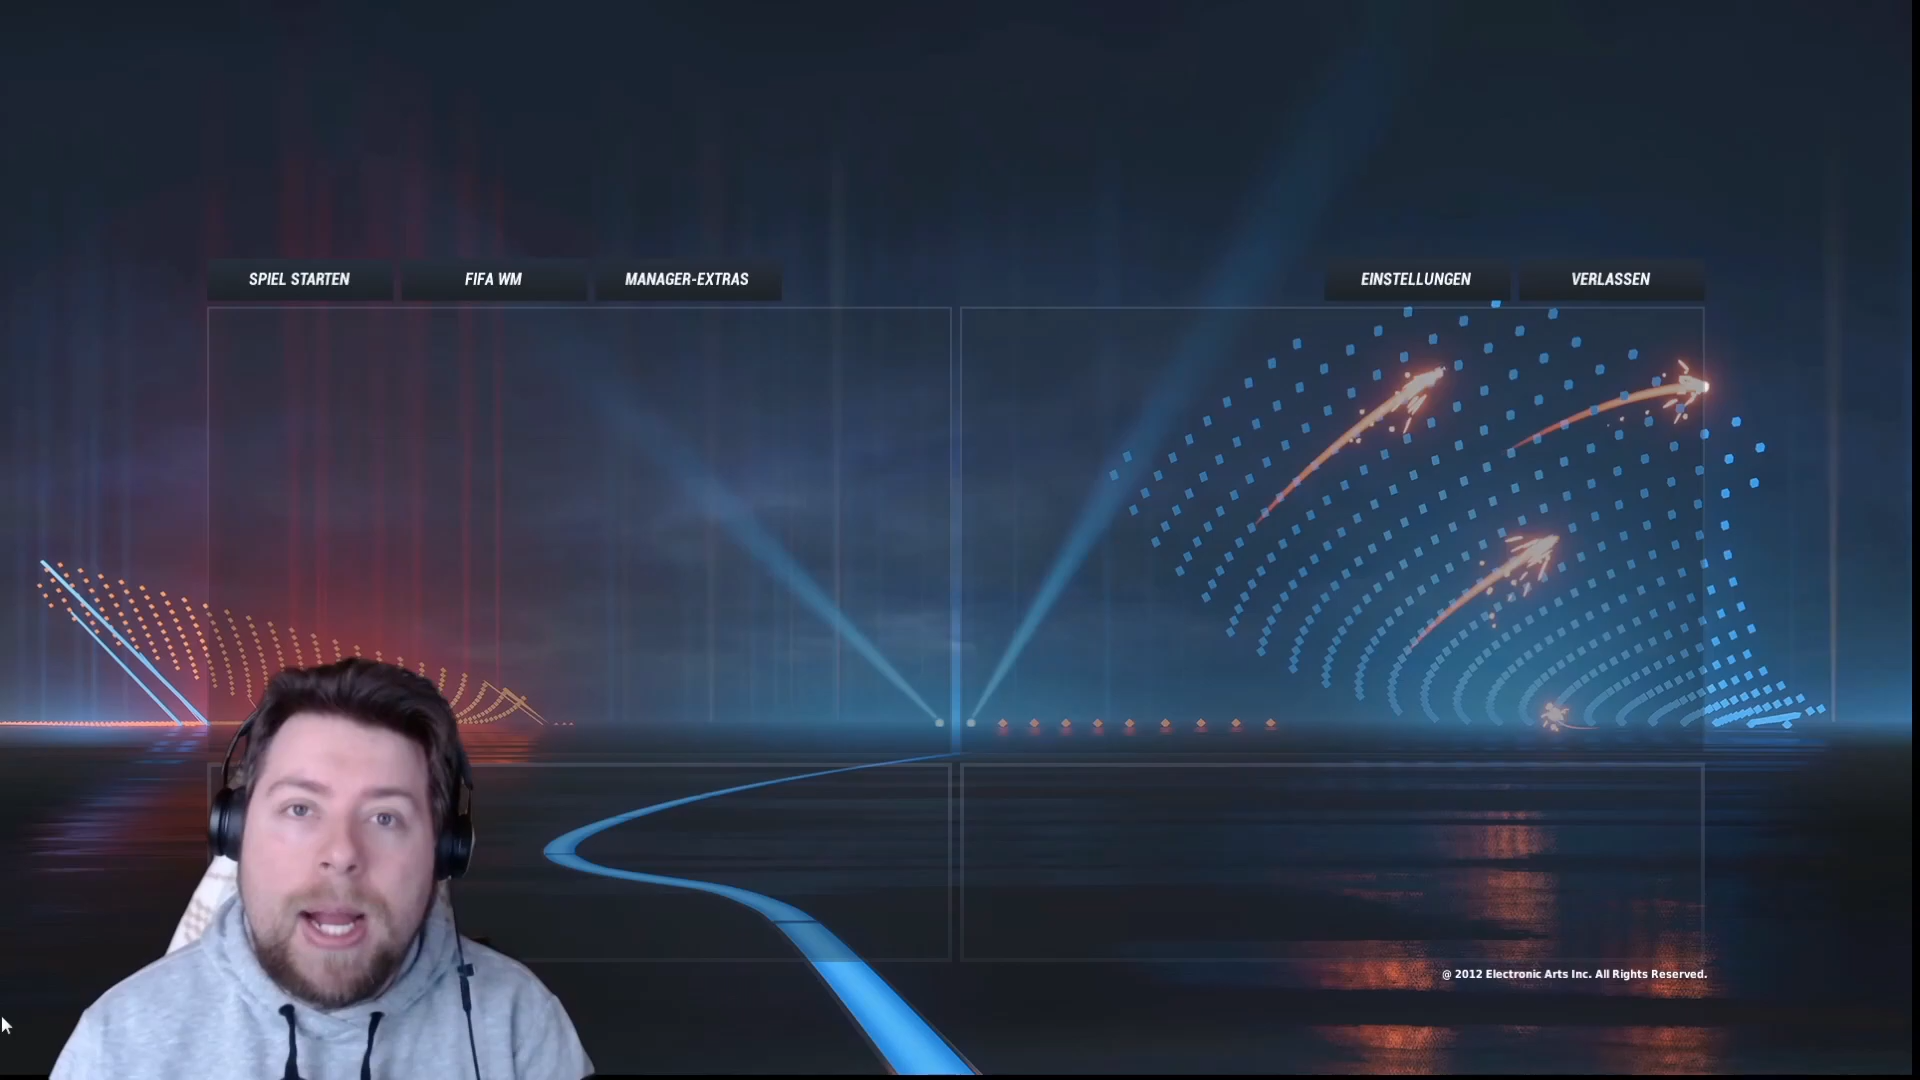 SPIEL STARTEN
FIFA WM
MANAGER-EXTRAS
EINSTELLUNGEN
VERLASSEN
@ 2012 Electronic Arts Inc. All Rights Reserved.